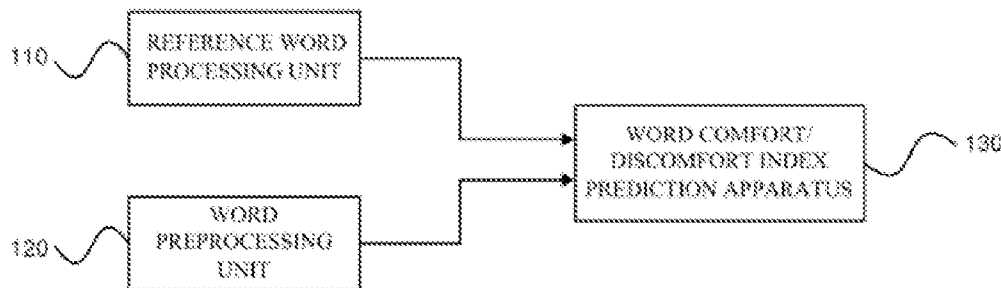 110
REFERENCE WORD
PROCESSING UNIT
WORD COMFORT/
DISCOMFORT INDEX
PREDICTION APPARATUS
130
120
WORD
PREPROCESSING
UNIT